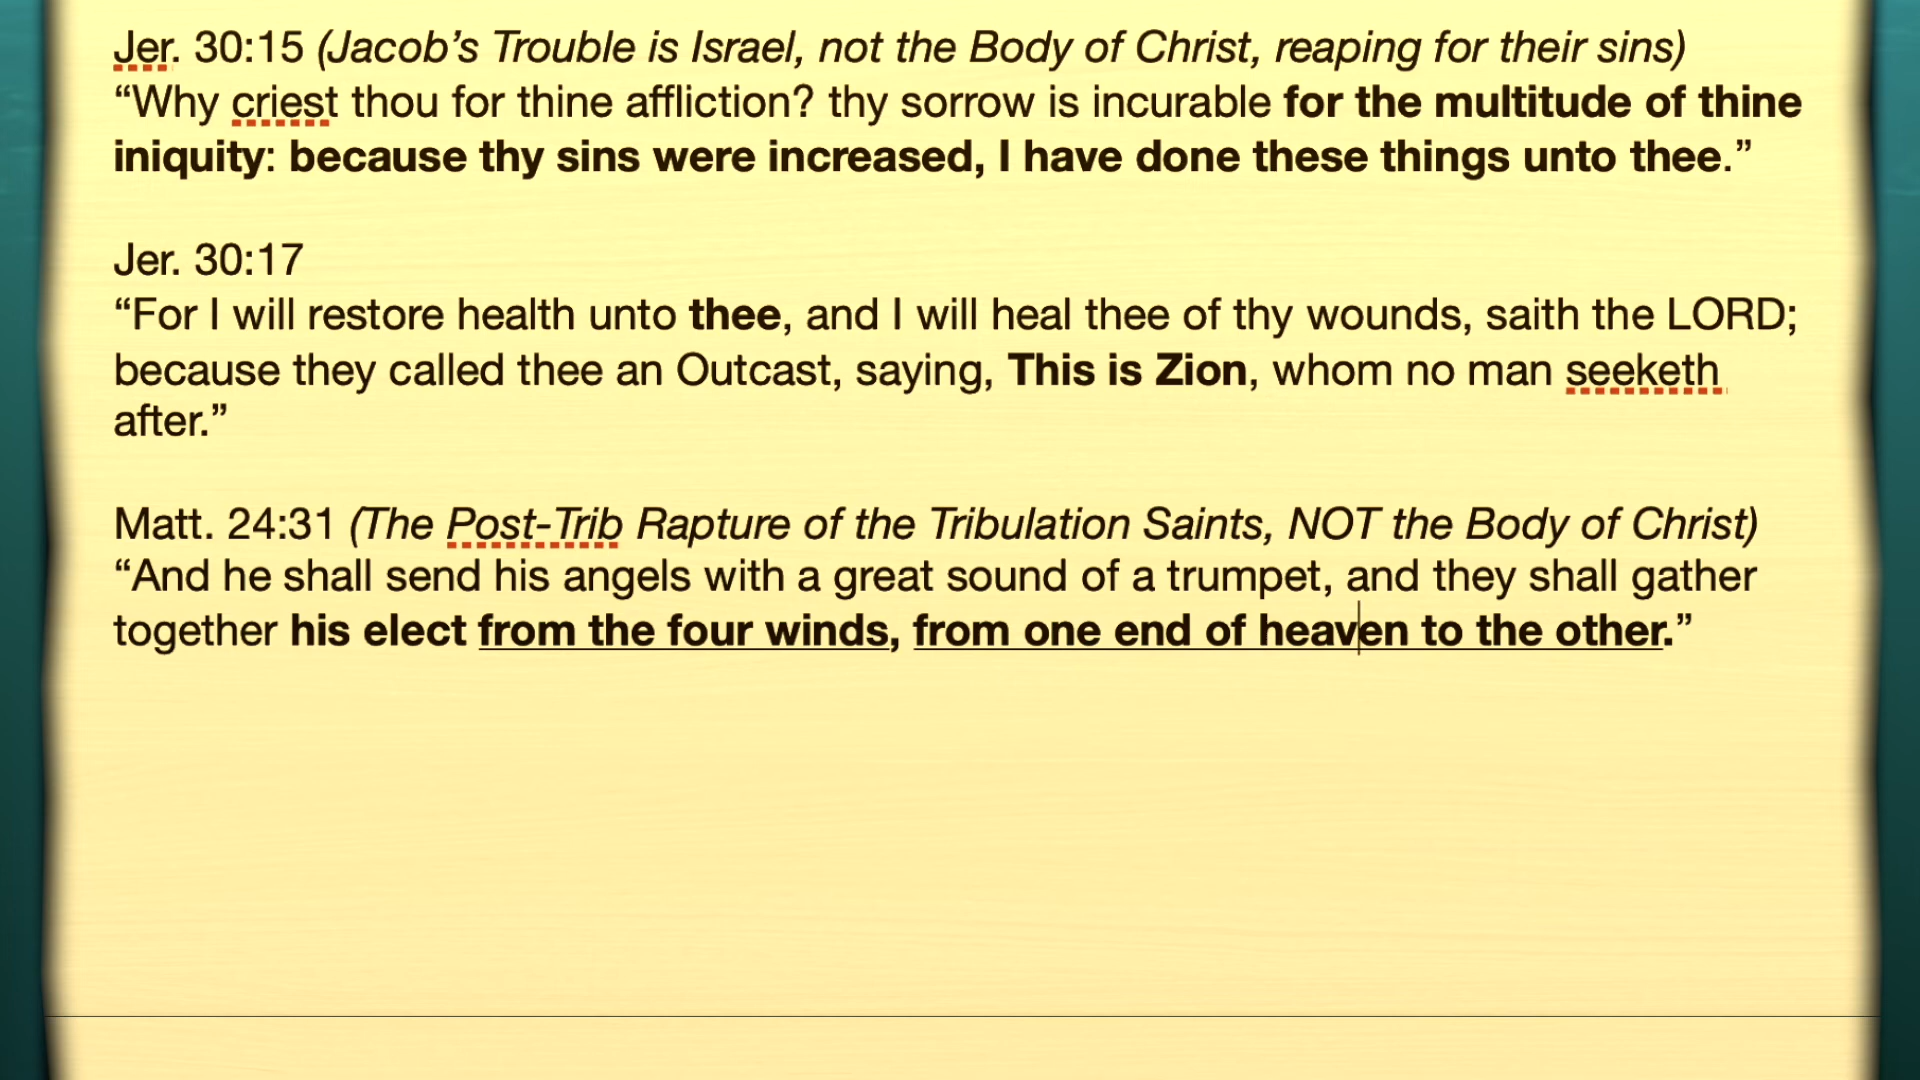 Jer. 30:15 (Jacob’s Trouble is Israel, not the Body of Christ, reaping for their sins)
“Why criest thou for thine affliction? thy sorrow is incurable for the multitude of thine
iniquity: because thy sins were increased, I have done these things unto thee.”
Jer. 30:17
“For I will restore health unto thee, and I will heal thee of thy wounds, saith the LORD;
because they called thee an Outcast, saying, This is Zion, whom no man seeketh
after.”
Matt. 24:31 (The Post-Trib Rapture of the Tribulation Saints, NOT the Body of Christ)
“And he shall send his angels with a great sound of a trumpet, and they shall gather
together his elect from the four winds, from one end of heaven to the other.”